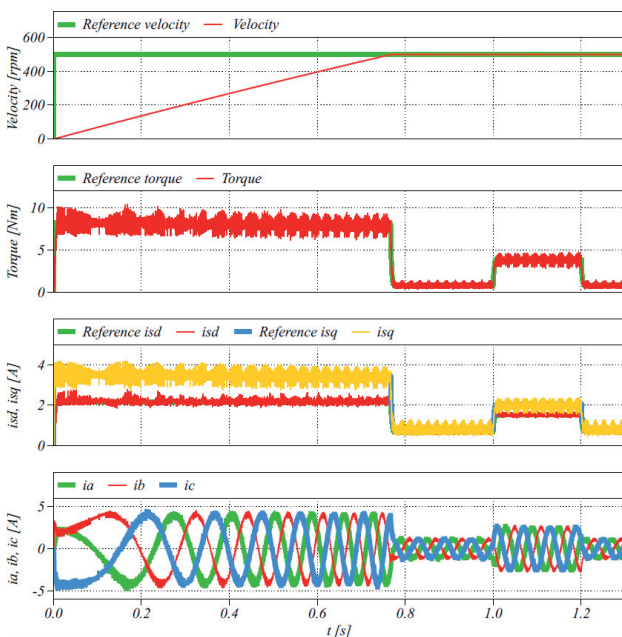 Reference velocity Velocity
600
400
200
0
Velocity [rpm]
Reference torque Torque
10
5
0
Torque [Nm]
Reference isd isd Reference isq isq
4
2
0
isd, isq [A]
ia ib ic
5
0
-5
ia, ib, ic [A]
0.0 0.2 0.4 0.6 0.8 1.0 1.2
t [s]